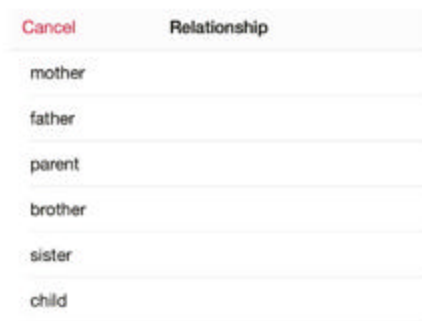 Cancel Relationship
mother
father
parent
brother
sister
child